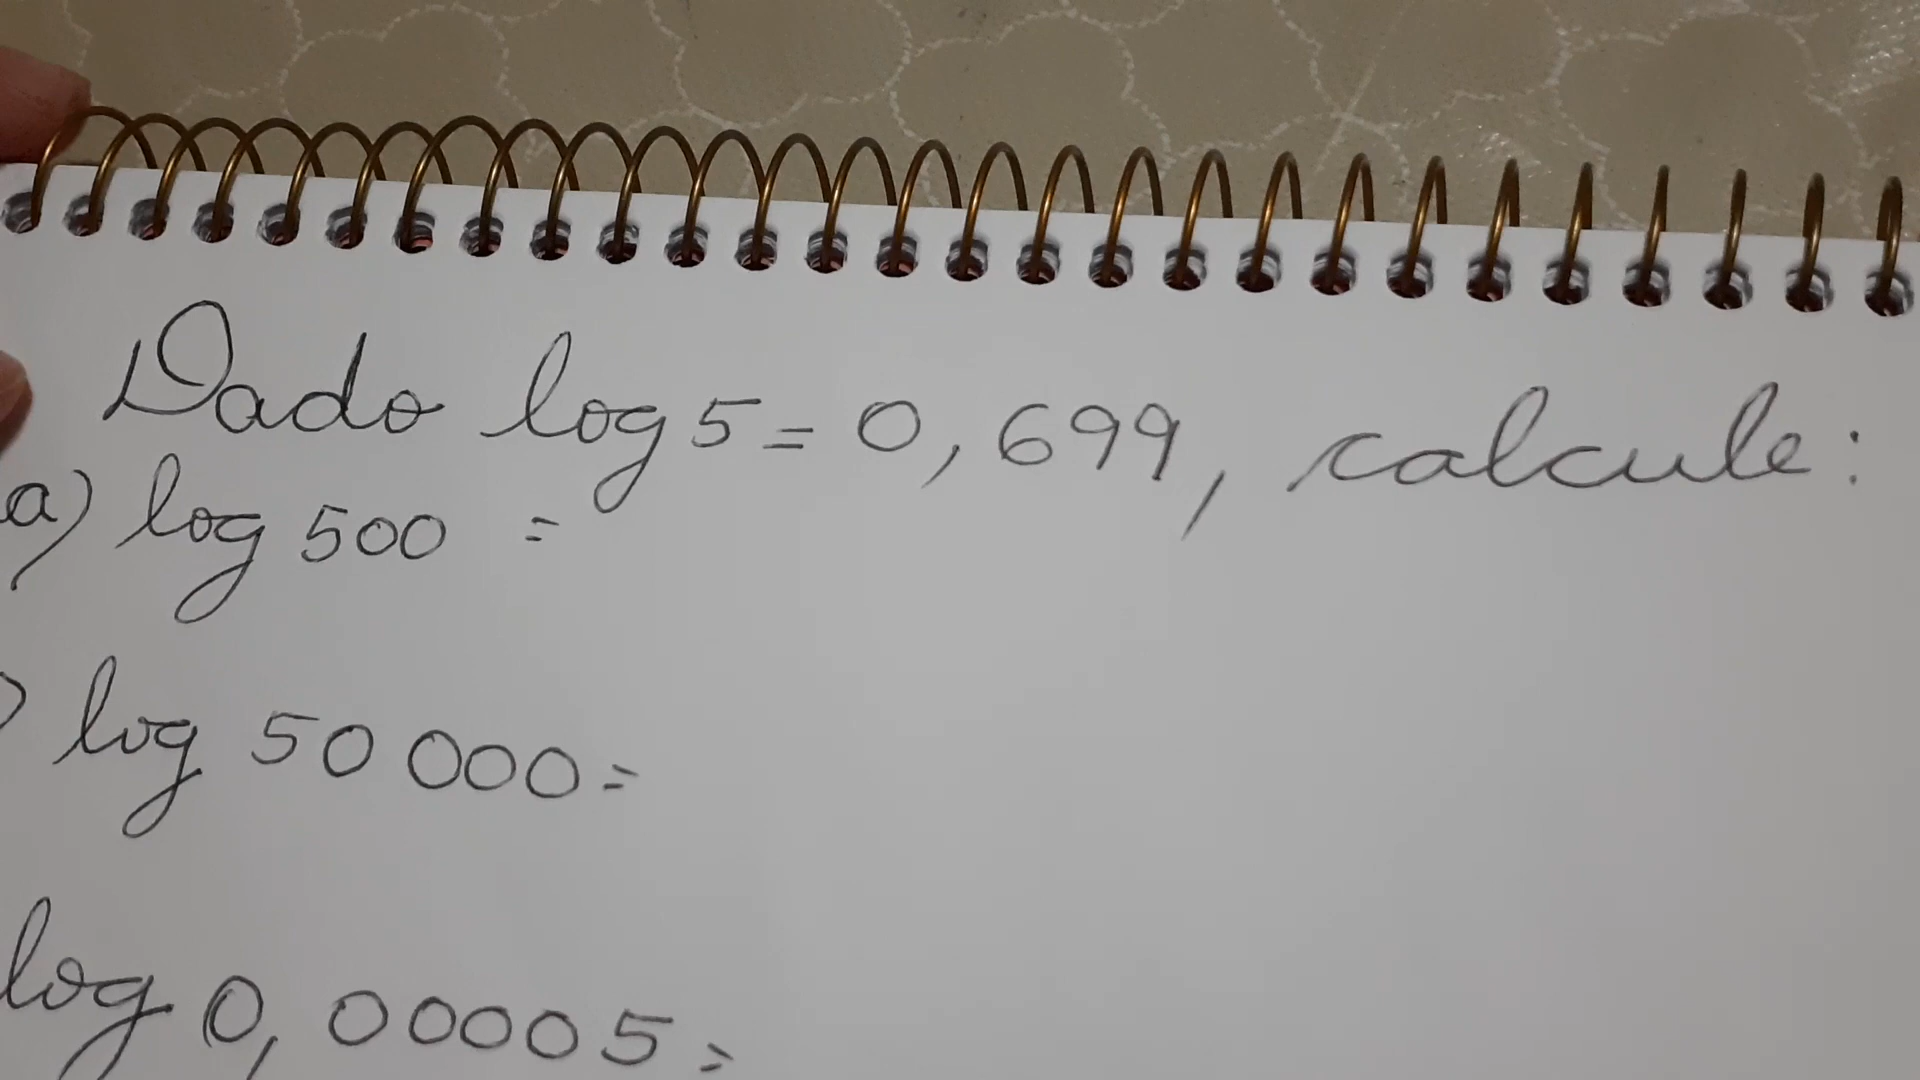 Dado log 5 = 0,699, calcule:
a) log 500 =
) log 50 000 =
log 0,00005 =